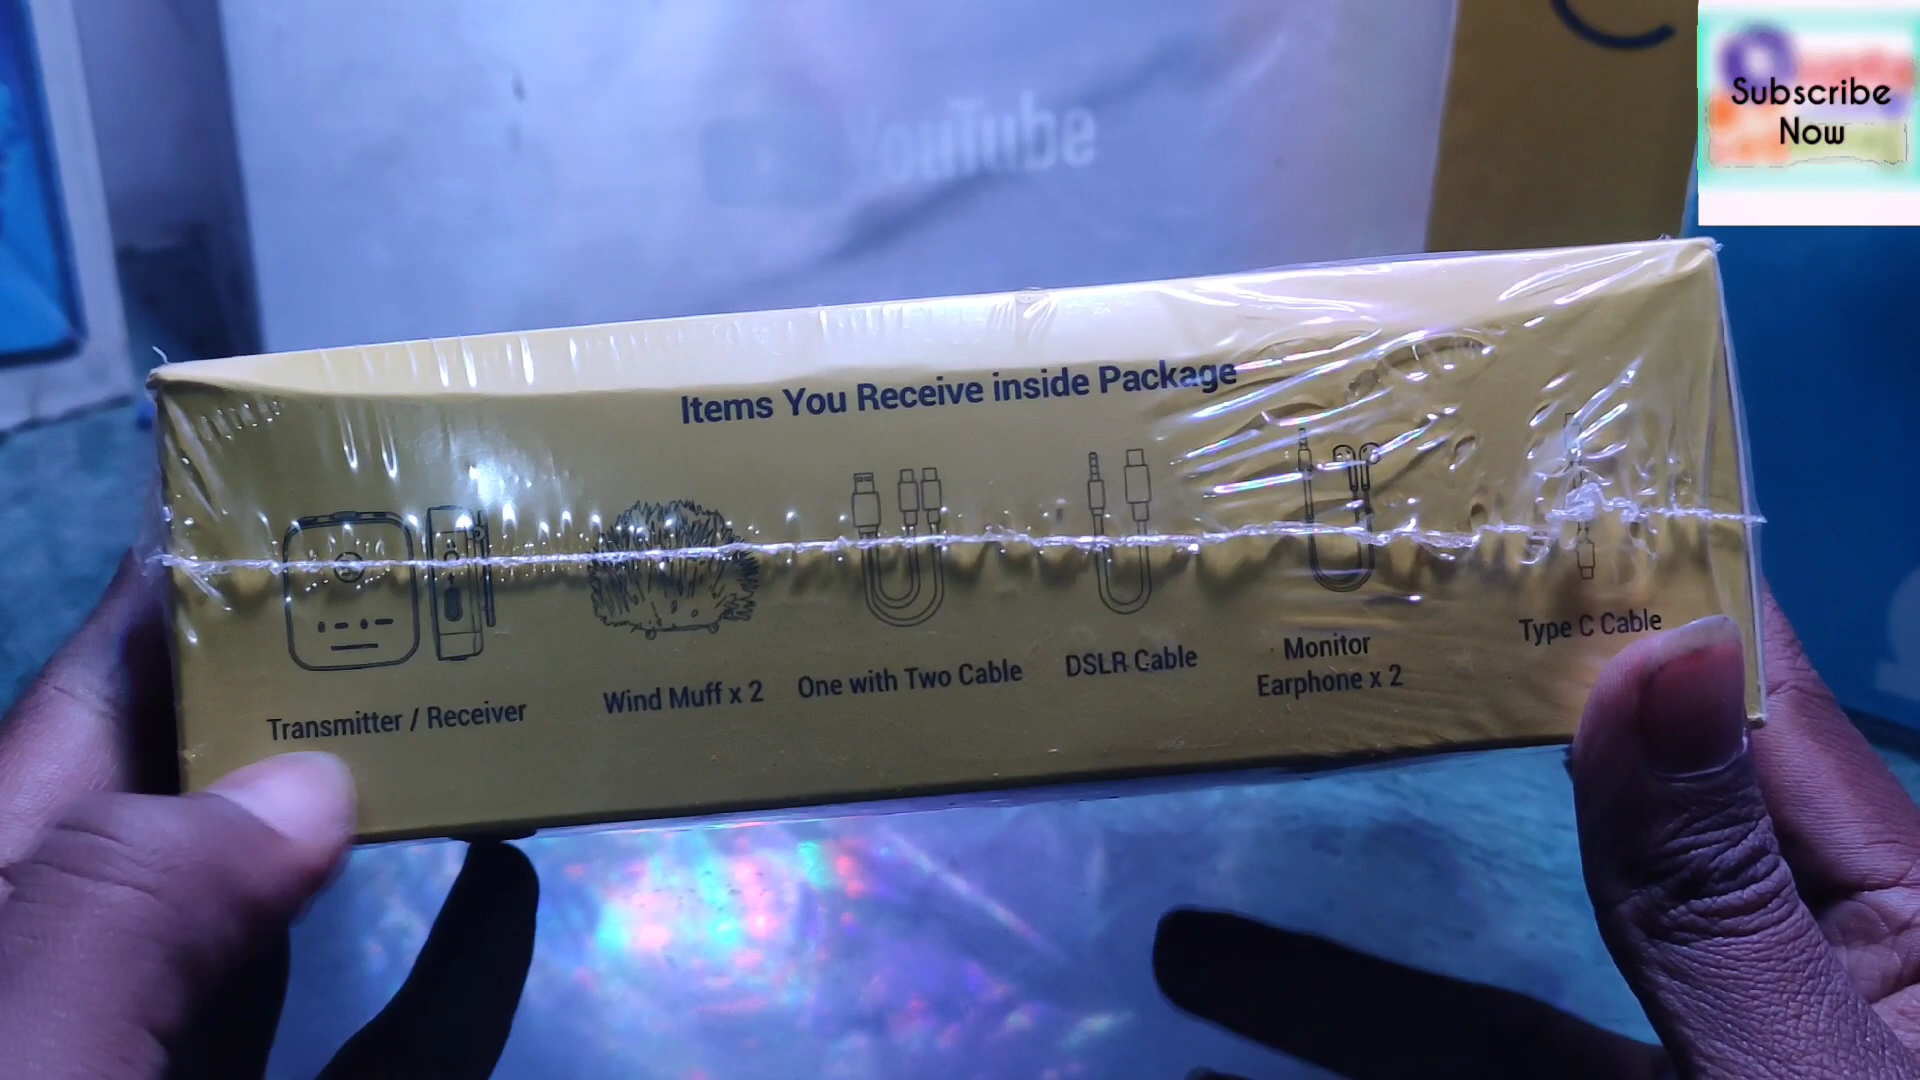 YouTube
Subscribe
Now
Items You Receive inside Package
Transmitter / Receiver
Wind Muff x 2
One with Two Cable
DSLR Cable
Monitor
Earphone x 2
Type C Cable